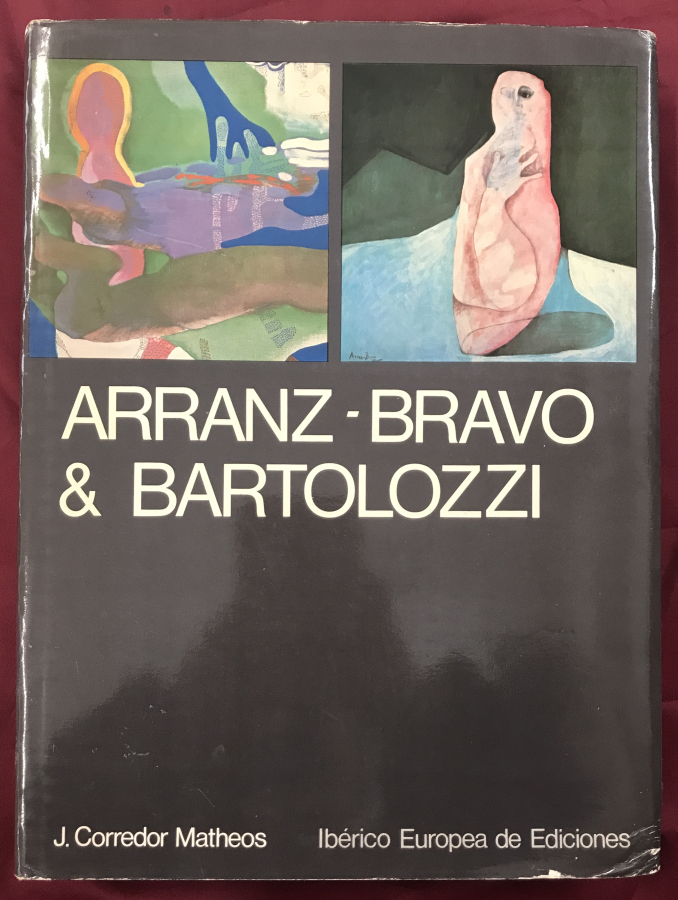 ARRANZ-BRAVO
& BARTOLOZZI
J. Corredor Matheos Ibérico Europea de Ediciones